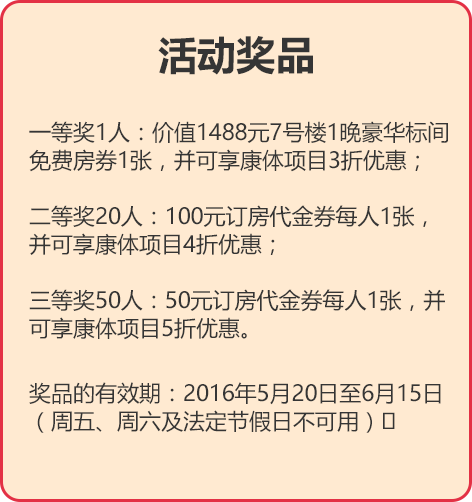 活动奖品
一等奖1人：价值1488元7号楼1晚豪华标间
免费房券1张，并可享康体项目3折优惠；
二等奖20人：100元订房代金券每人1张，
并可享康体项目4折优惠；
三等奖50人：50元订房代金券每人1张，并
可享康体项目5折优惠。
奖品的有效期：2016年5月20日至6月15日
（周五、周六及法定节假日不可用）